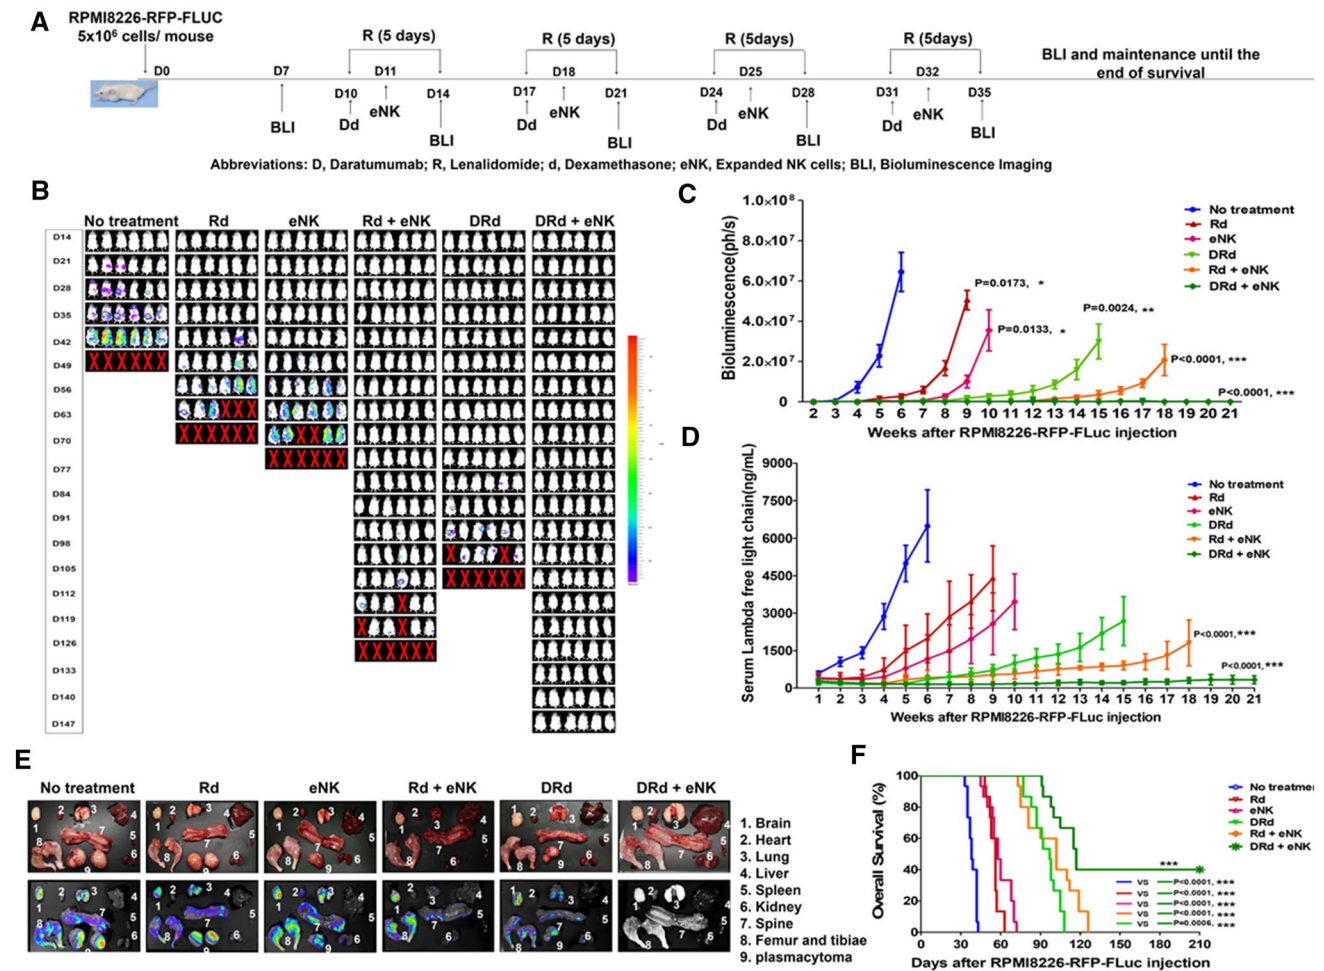 A
RPMI8226-RFP-FLUC
5x10⁶ cells/ mouse
R (5 days)
R (5 days)
R (5days)
R (5days)
BLI and maintenance until the
end of survival
D0
D7
D11
D18
D25
D32
D10
D14
D17
D21
D24
D28
D31
D35
eNK
eNK
eNK
eNK
Dd
Dd
Dd
Dd
BLI
BLI
BLI
BLI
BLI
Abbreviations: D, Daratumumab; R, Lenalidomide; d, Dexamethasone; eNK, Expanded NK cells; BLI, Bioluminescence Imaging
B
No treatment
Rd
eNK
Rd + eNK
DRd
DRd + eNK
D14
D21
D28
D35
D42
D49
D56
D63
D70
D77
D84
D91
D98
D105
D112
D119
D126
D133
D140
D147
C
Bioluminescence(ph/s)
1.0×10⁸
8.0×10⁷
6.0×10⁷
4.0×10⁷
2.0×10⁷
0
No treatment
Rd
eNK
DRd
Rd + eNK
DRd + eNK
P=0.0173, *
P=0.0133, *
P=0.0024, **
P<0.0001, ***
P<0.0001, ***
2 3 4 5 6 7 8 9 10 11 12 13 14 15 16 17 18 19 20 21
Weeks after RPMI8226-RFP-FLuc injection
D
Serum Lambda free light chain(ng/mL)
9000
7500
6000
4500
3000
1500
0
No treatment
Rd
eNK
DRd
Rd + eNK
DRd + eNK
P<0.0001, ***
P<0.0001, ***
1 2 3 4 5 6 7 8 9 10 11 12 13 14 15 16 17 18 19 20 21
Weeks after RPMI8226-RFP-FLuc injection
E
No treatment
Rd
eNK
Rd + eNK
DRd
DRd + eNK
1. Brain
2. Heart
3. Lung
4. Liver
5. Spleen
6. Kidney
7. Spine
8. Femur and tibiae
9. plasmacytoma
F
Overall Survival (%)
100
80
60
40
20
0
No treatmer
Rd
eNK
DRd
Rd + eNK
DRd + eNK
***
VS P<0.0001, ***
VS P<0.0001, ***
VS P<0.0001, ***
VS P<0.0001, ***
VS P=0.0006, ***
0 30 60 90 120 150 180 210
Days after RPMI8226-RFP-FLuc injection